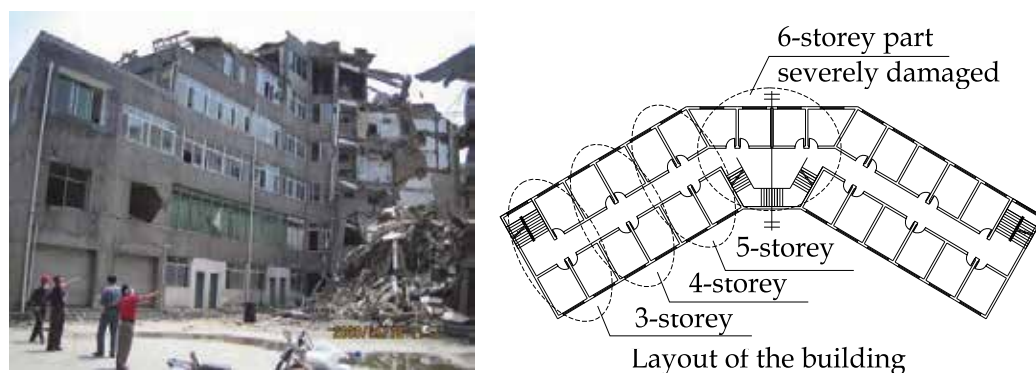 6-storey part
severely damaged
5-storey
4-storey
3-storey
Layout of the building